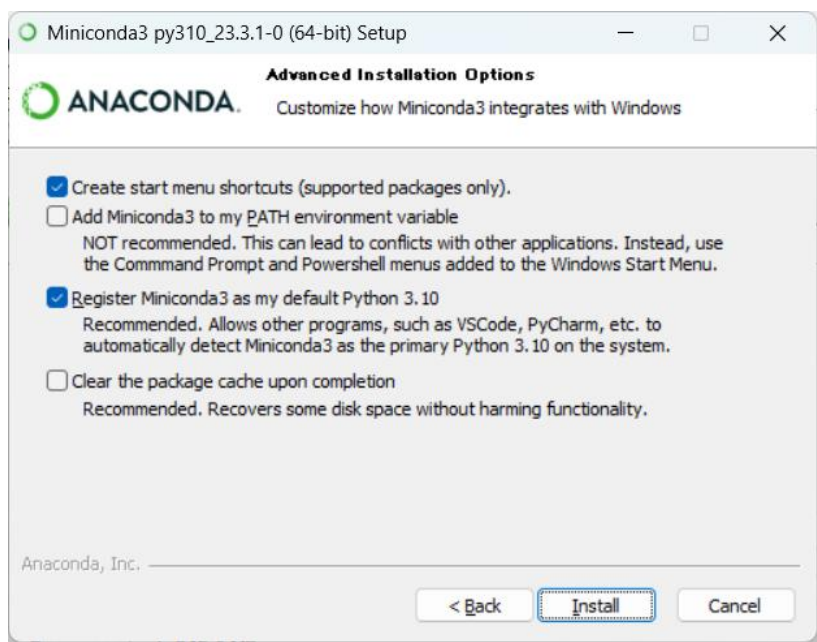 Miniconda3 py310_23.3.1-0 (64-bit) Setup
ANACONDA.
Advanced Installation Options
Customize how Miniconda3 integrates with Windows
Create start menu shortcuts (supported packages only).
Add Miniconda3 to my PATH environment variable
NOT recommended. This can lead to conflicts with other applications. Instead, use
the Commmand Prompt and Powershell menus added to the Windows Start Menu.
Register Miniconda3 as my default Python 3.10
Recommended. Allows other programs, such as VSCode, PyCharm, etc. to
automatically detect Miniconda3 as the primary Python 3.10 on the system.
Clear the package cache upon completion
Recommended. Recovers some disk space without harming functionality.
Anaconda, Inc.
< Back
Install
Cancel